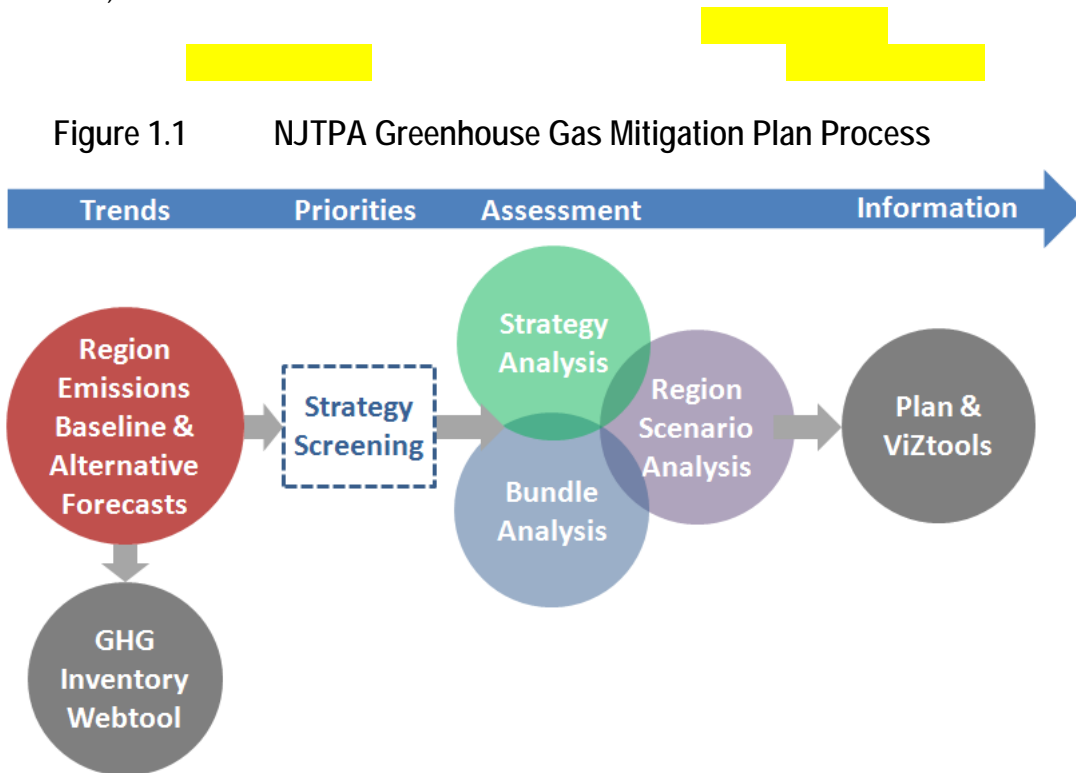 Figure 1.1 NJTPA Greenhouse Gas Mitigation Plan Process
Trends Priorities Assessment Information
Region
Emissions
Baseline &
Alternative
Forecasts
Strategy
Screening
Strategy
Analysis
Bundle
Analysis
Region
Scenario
Analysis
Plan &
ViZtools
GHG
Inventory
Webtool